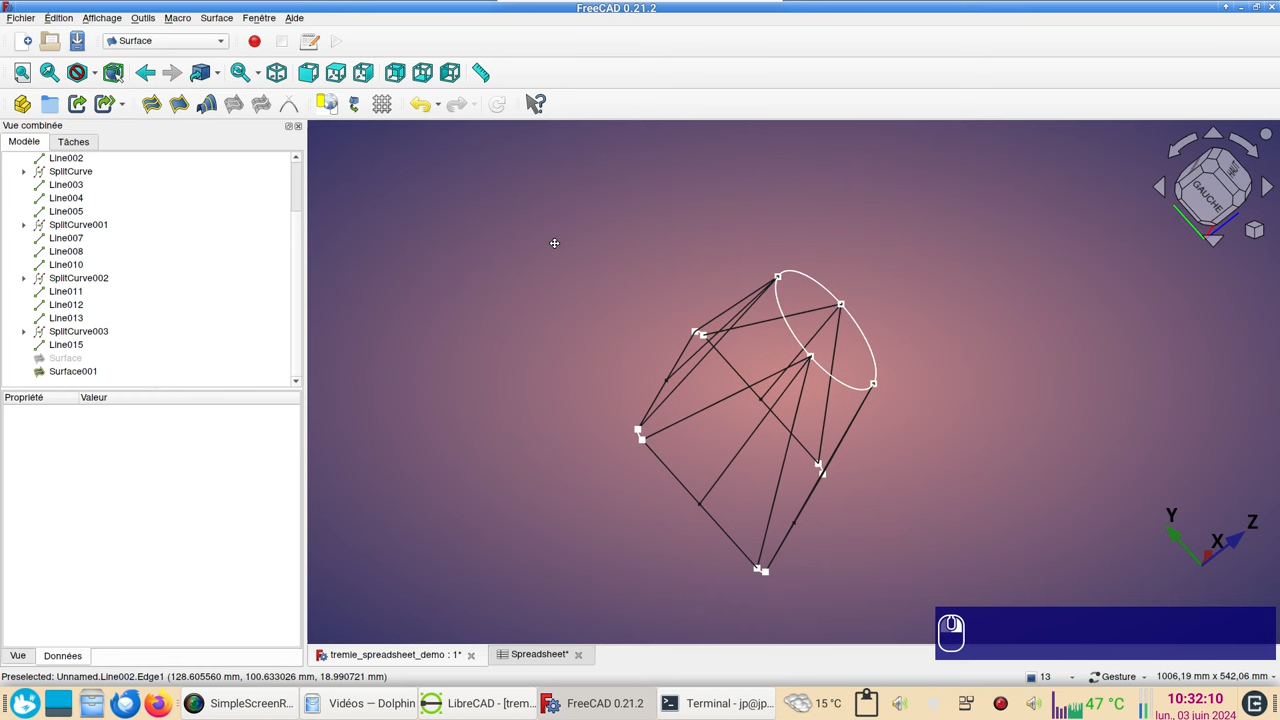 FreeCAD 0.21.2
Fichier Édition Affichage Outils Macro Surface Fenêtre Aide
Surface
Vue combinée
Modèle Tâches
Line002
SplitCurve
Line003
Line004
Line005
SplitCurve001
Line007
Line008
Line010
SplitCurve002
Line011
Line012
Line013
SplitCurve003
Line015
Surface
Surface001
Propriété Valeur
GAUCHE
Y
X
Z
Vue Données
tremie_spreadsheet_demo : 1*
Spreadsheet*
Preselected: Unnamed.Line002.Edge1 (128.605560 mm, 100.633026 mm, 18.990721 mm)
13
Gesture
1006,19 mm x 542,06 mm
SimpleScreenR...
Vidéos — Dolphin
LibreCAD - [trem...
FreeCAD 0.21.2
Terminal - jp@jp...
15°C
47 °C
10:32:10
lun., 03 juin 2024